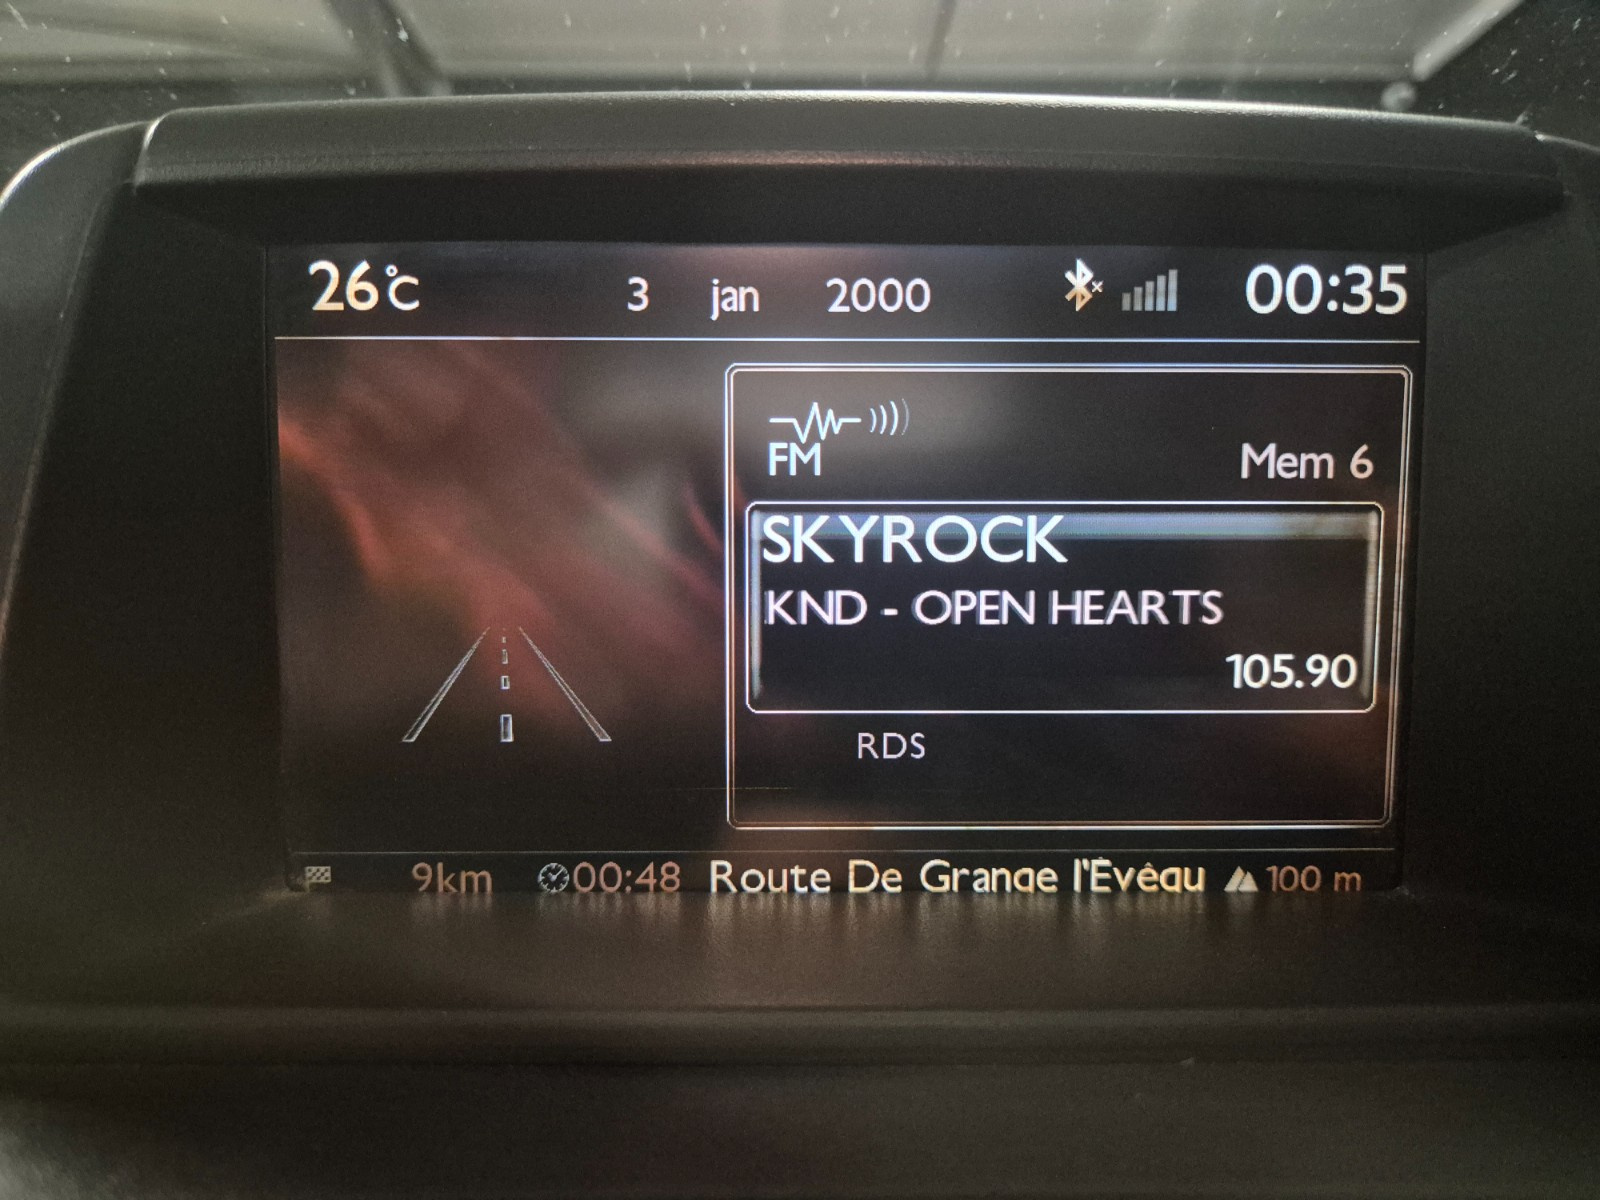 26°C 3 jan 2000 00:35
FM
Mem 6
SKYROCK
KND - OPEN HEARTS
105.90
RDS
9km 00:48 Route De Grange l'Évêqu 100 m